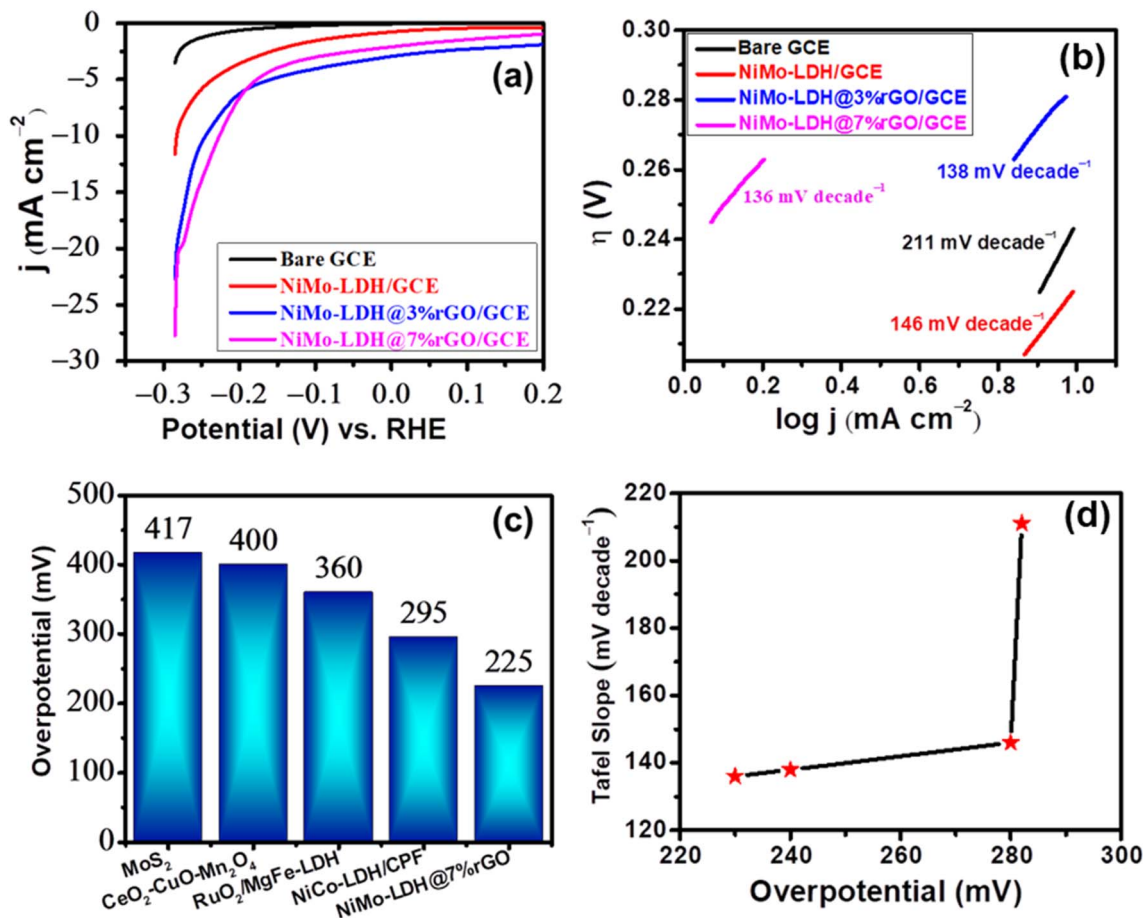 (a)
j (mA cm⁻²)
0
−5
−10
−15
−20
−25
−30
Bare GCE
NiMo-LDH/GCE
NiMo-LDH@3%rGO/GCE
NiMo-LDH@7%rGO/GCE
−0.3 −0.2 −0.1 0.0 0.1 0.2
Potential (V) vs. RHE
(b)
η (V)
0.30
0.28
0.26
0.24
0.22
Bare GCE
NiMo-LDH/GCE
NiMo-LDH@3%rGO/GCE
NiMo-LDH@7%rGO/GCE
138 mV decade⁻¹
136 mV decade⁻¹
211 mV decade⁻¹
146 mV decade⁻¹
0.0 0.2 0.4 0.6 0.8 1.0
log j (mA cm⁻²)
(c)
Overpotential (mV)
500
400
300
200
100
0
417
400
360
295
225
MoS₂
CeO₂-CuO-Mn₂O₄
RuO₂/MgFe-LDH
NiCo-LDH/CPF
NiMo-LDH@7%rGO
(d)
Tafel Slope (mV decade⁻¹)
220
200
180
160
140
120
220 240 260 280 300
Overpotential (mV)